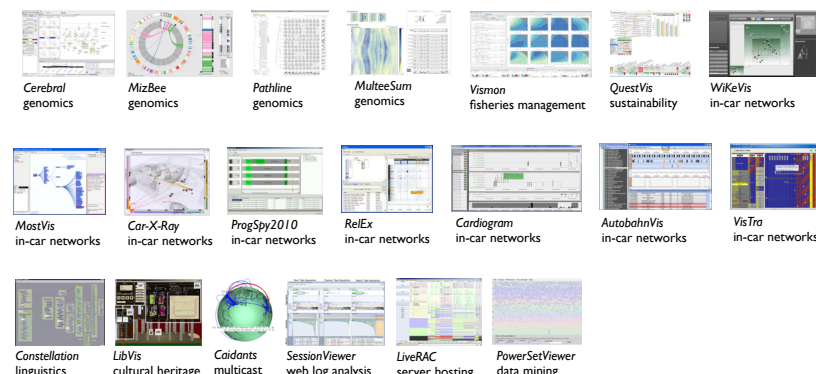 Cerebral
genomics
MizBee
genomics
Pathline
genomics
MulteeSum
genomics
Vismon
fisheries management
QuestVis
sustainability
WiKeVis
in-car networks
MostVis
in-car networks
Car-X-Ray
in-car networks
ProgSpy2010
in-car networks
RelEx
in-car networks
Cardiogram
in-car networks
AutobahnVis
in-car networks
VisTra
in-car networks
Constellation
linguistics
LibVis
cultural heritage
Caidants
multicast
SessionViewer
web log analysis
LiveRAC
server hosting
PowerSetViewer
data mining